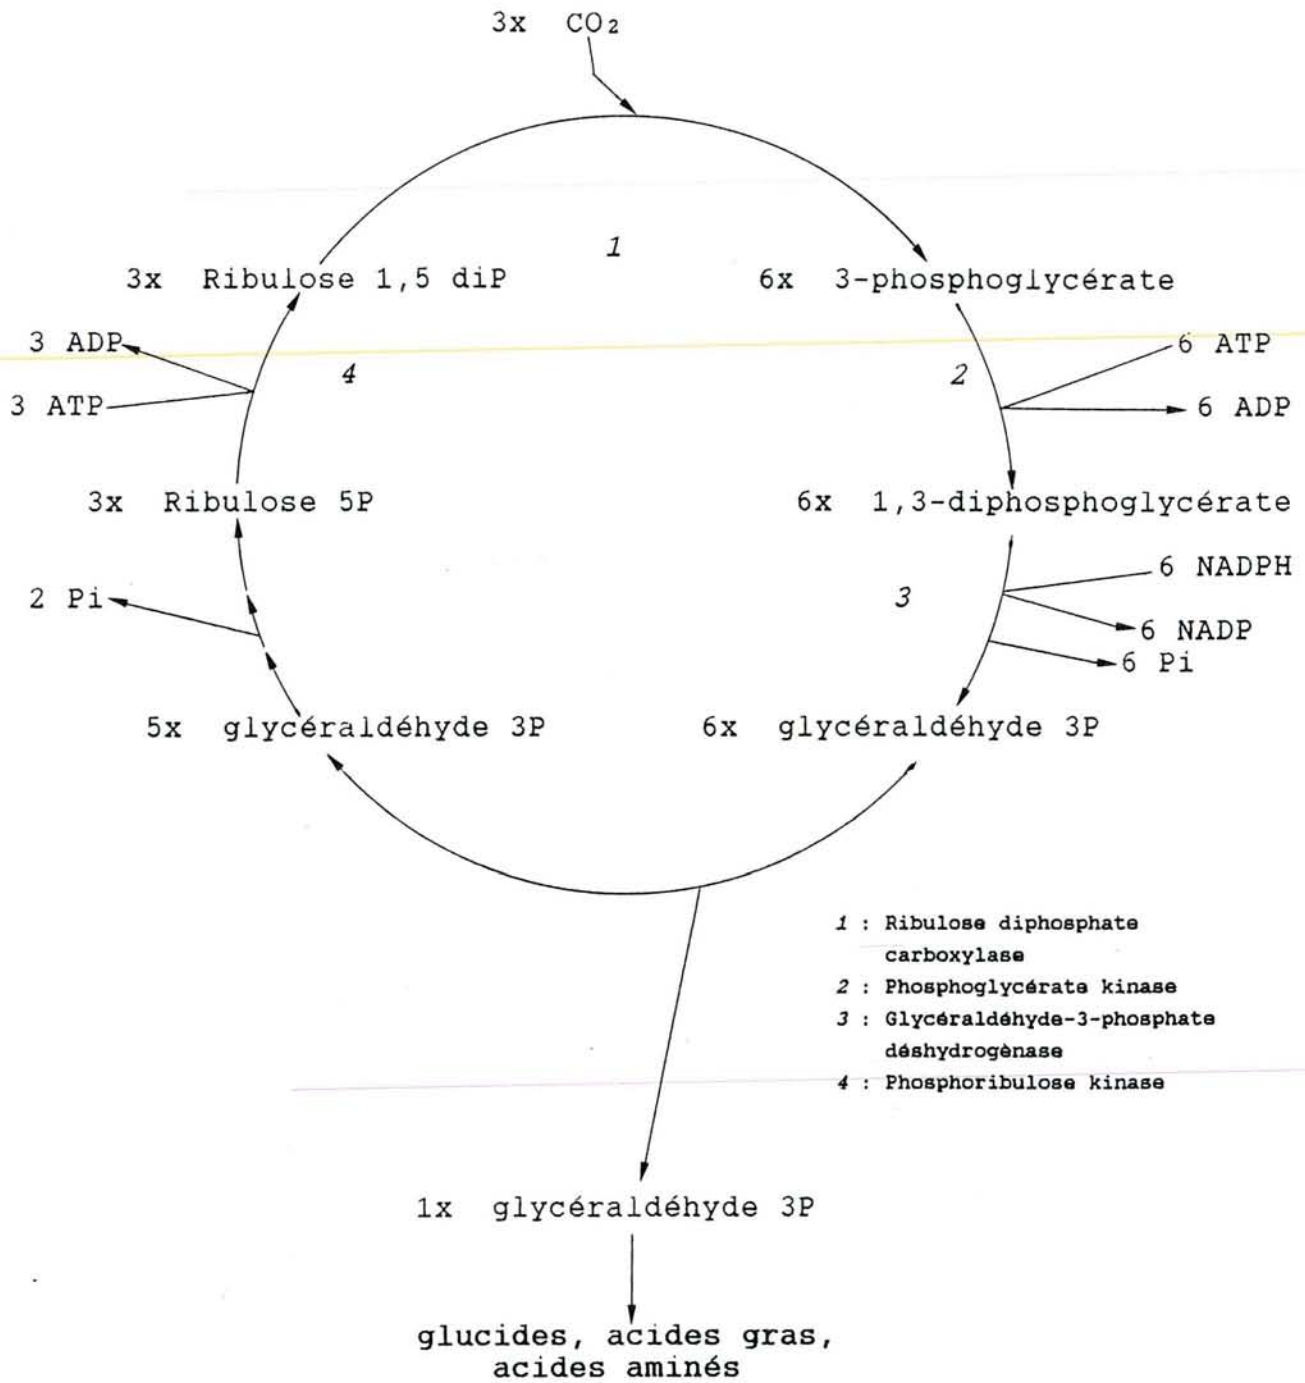 3x CO₂
1
3x Ribulose 1,5 diP
6x 3-phosphoglycérate
3 ADP
6 ATP
4
2
3 ATP
6 ADP
3x Ribulose 5P
6x 1,3-diphosphoglycérate
6 NADPH
2 Pi
3
6 NADP
6 Pi
5x glycéraldéhyde 3P
6x glycéraldéhyde 3P
1 : Ribulose diphosphate
carboxylase
2 : Phosphoglycérate kinase
3 : Glycéraldéhyde-3-phosphate
déshydrogènase
4 : Phosphoribulose kinase
1x glycéraldéhyde 3P
glucides, acides gras,
acides aminés